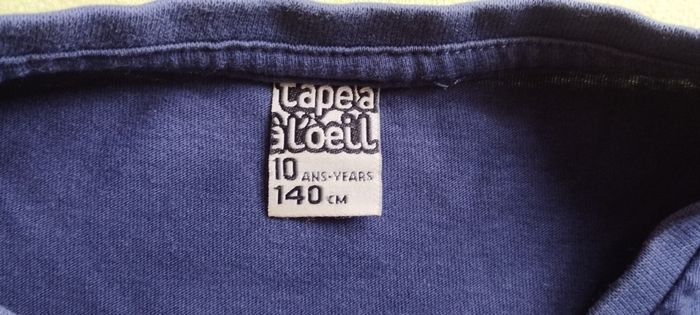 tape à
l'oeil
10 ANS-YEARS
140 CM